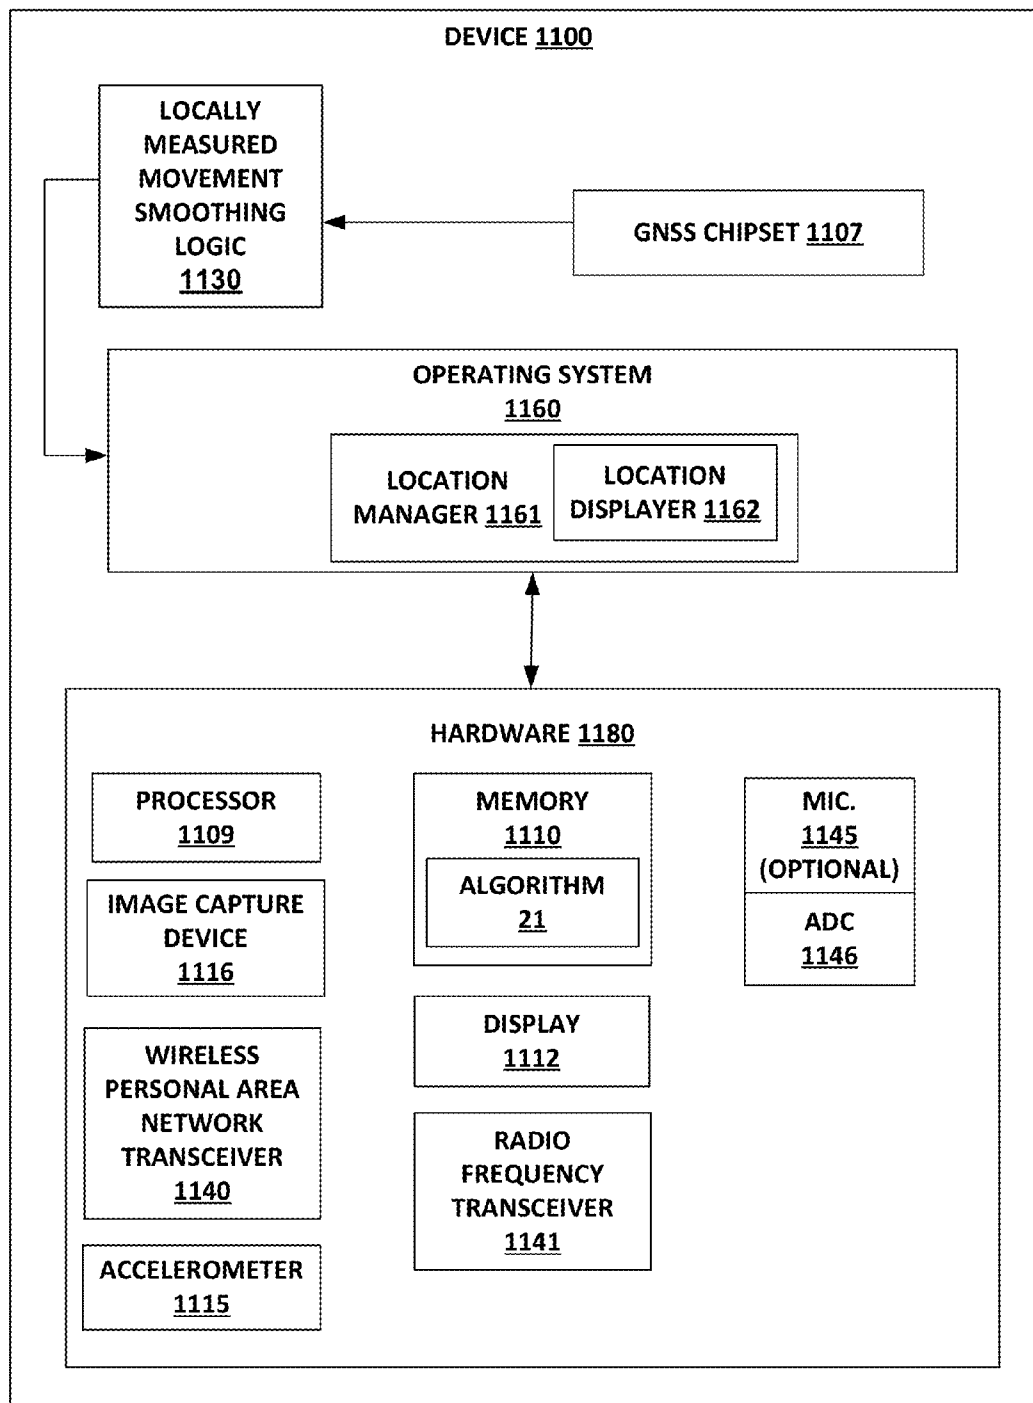 DEVICE 1100
LOCALLY
MEASURED
MOVEMENT
SMOOTHING
LOGIC
1130
GNSS CHIPSET 1107
OPERATING SYSTEM
1160
LOCATION
MANAGER 1161
LOCATION
DISPLAYER 1162
HARDWARE 1180
PROCESSOR
1109
IMAGE CAPTURE
DEVICE
1116
WIRELESS
PERSONAL AREA
NETWORK
TRANSCEIVER
1140
ACCELEROMETER
1115
MEMORY
1110
ALGORITHM
21
DISPLAY
1112
RADIO
FREQUENCY
TRANSCEIVER
1141
MIC.
1145
(OPTIONAL)
ADC
1146